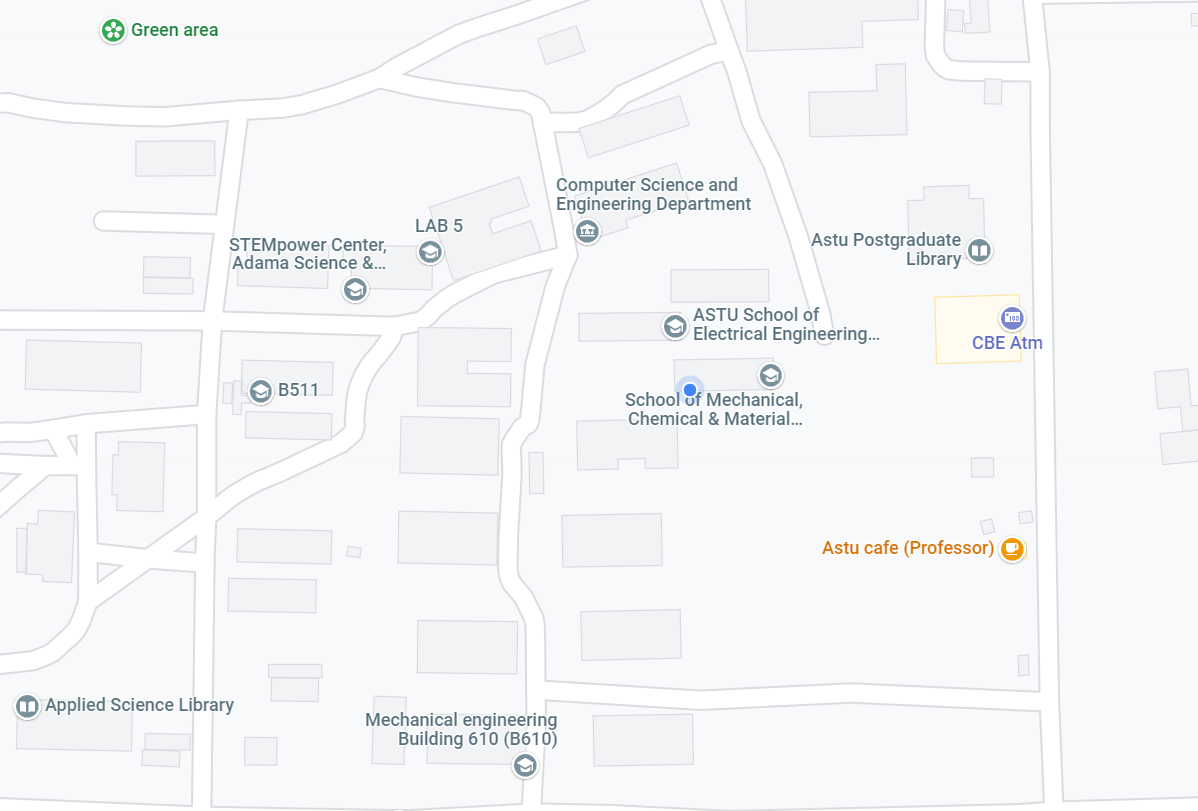 Green area
Computer Science and
Engineering Department
LAB 5
STEMpower Center,
Adama Science &...
Astu Postgraduate
Library
ASTU School of
Electrical Engineering...
CBE Atm
B511
School of Mechanical,
Chemical & Material...
Astu cafe (Professor)
Applied Science Library
Mechanical engineering
Building 610 (B610)